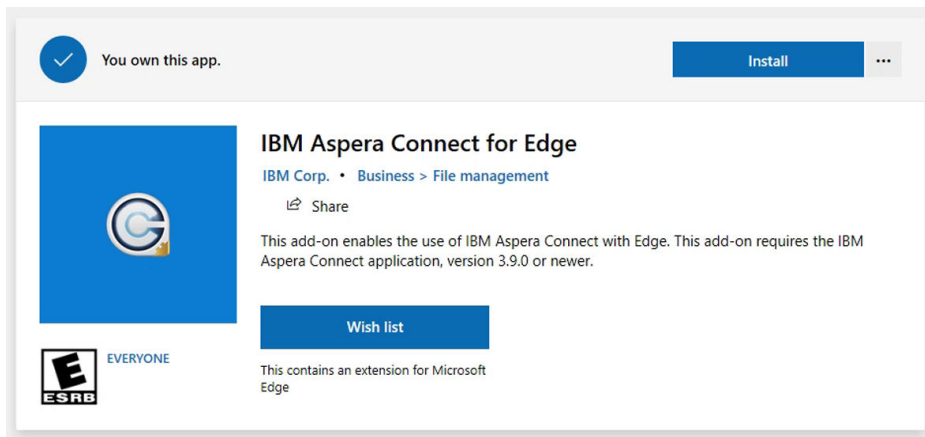 You own this app.
Install
...
IBM Aspera Connect for Edge
IBM Corp. • Business > File management
Share
This add-on enables the use of IBM Aspera Connect with Edge. This add-on requires the IBM
Aspera Connect application, version 3.9.0 or newer.
Wish list
E
ESRB
EVERYONE
This contains an extension for Microsoft
Edge